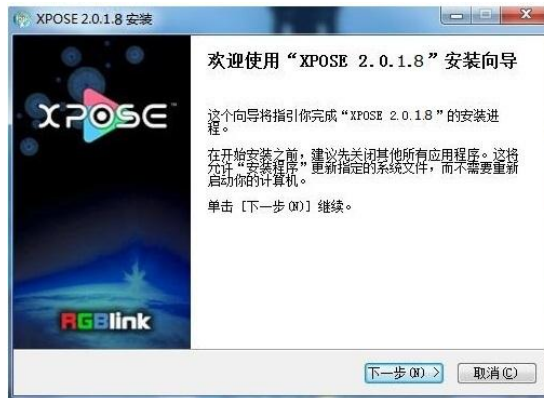 XPOSE 2.0.1.8 安装
XPOSE
RGBlink
欢迎使用“XPOSE 2.0.1.8”安装向导
这个向导将指引你完成“XPOSE 2.0.1.8”的安装进
程。
在开始安装之前，建议先关闭其他所有应用程序。这将
允许“安装程序”更新指定的系统文件，而不需要重新
启动你的计算机。
单击 [下一步(N)] 继续。
下一步(N) >
取消(C)